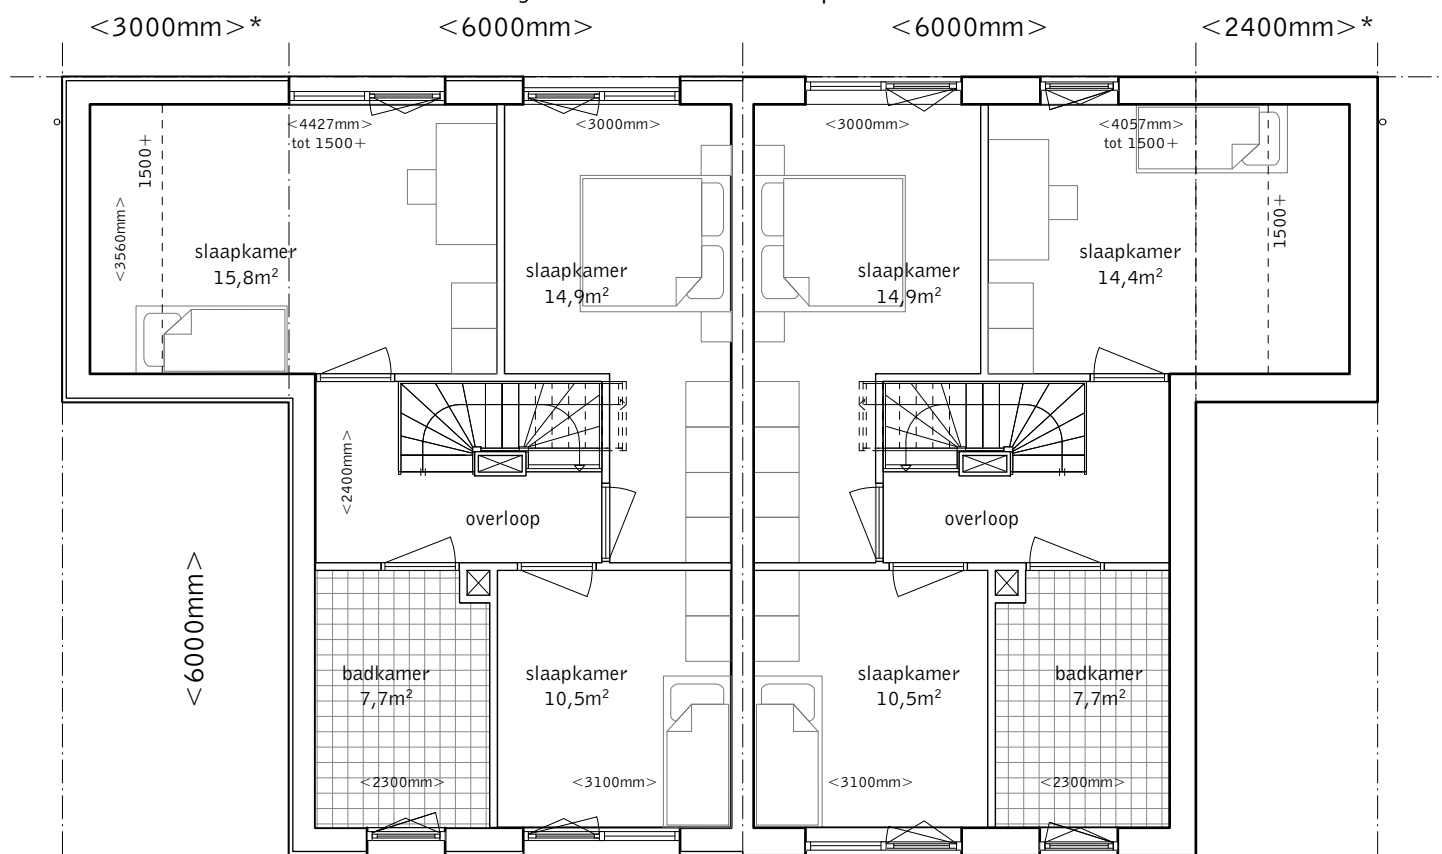 <3000mm>*
<6000mm>
<6000mm>
<2400mm>*
<4427mm>
tot 1500+
<3000mm>
<3000mm>
<4057mm>
tot 1500+
1500+
<3560mm>
1500+
slaapkamer
15,8m²
slaapkamer
14,9m²
slaapkamer
14,9m²
slaapkamer
14,4m²
<2400mm>
overloop
overloop
<6000mm>
badkamer
7,7m²
slaapkamer
10,5m²
slaapkamer
10,5m²
badkamer
7,7m²
<2300mm>
<3100mm>
<3100mm>
<2300mm>